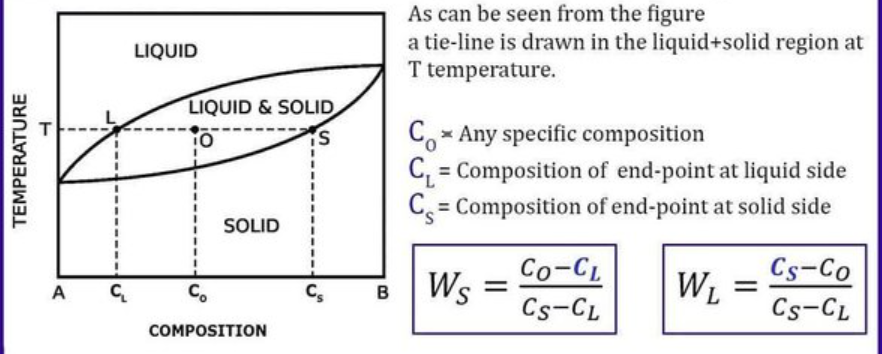 TEMPERATURE
LIQUID
LIQUID & SOLID
T
L
O
S
SOLID
A
C_L
C_o
C_s
B
COMPOSITION
As can be seen from the figure
a tie-line is drawn in the liquid+solid region at
T temperature.
C_O = Any specific composition
C_L = Composition of end-point at liquid side
C_S = Composition of end-point at solid side
W_S = (C_O−C_L)/(C_S−C_L)
W_L = (C_S−C_O)/(C_S−C_L)